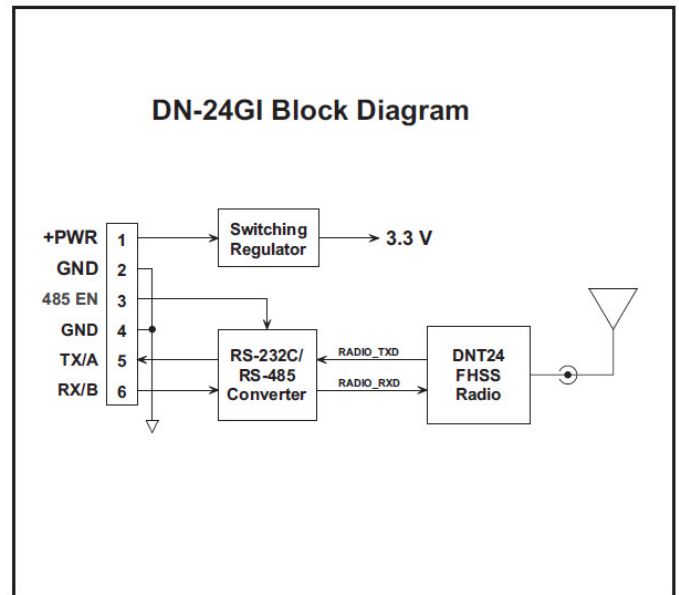 DN-24GI Block Diagram
+PWR 1
GND 2
485 EN 3
GND 4
TX/A 5
RX/B 6
Switching
Regulator
3.3 V
RS-232C/
RS-485
Converter
RADIO_TXD
RADIO_RXD
DNT24
FHSS
Radio